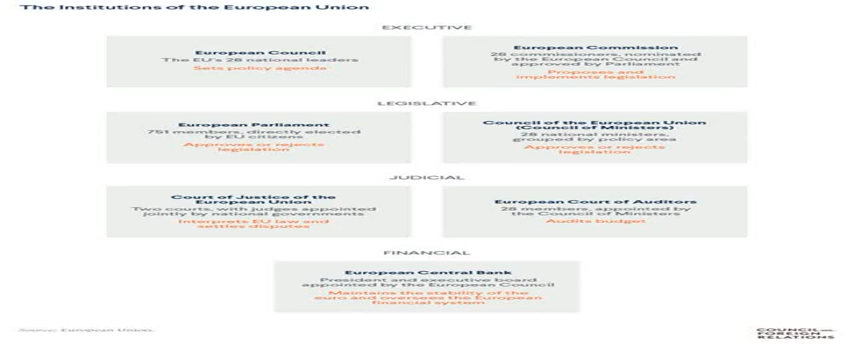 The Institutions of the European Union
EXECUTIVE
European Council
The EU's 28 national leaders
Sets policy agenda
European Commission
28 commissioners, nominated
by the European Council and
approved by Parliament
Proposes and
implements legislation
LEGISLATIVE
European Parliament
751 members, directly elected
by EU citizens
Approves or rejects
legislation
Council of the European Union
(Council of Ministers)
28 national ministers,
grouped by policy area
Approves or rejects
legislation
JUDICIAL
Court of Justice of the
European Union
Two courts, with judges appointed
jointly by national governments
Interprets EU law and
settles disputes
European Court of Auditors
28 members, appointed by
the Council of Ministers
Audits budget
FINANCIAL
European Central Bank
President and executive board
appointed by the European Council
Maintains the stability of the
euro and oversees the European
financial system
Source: European Union.
COUNCIL on
FOREIGN
RELATIONS